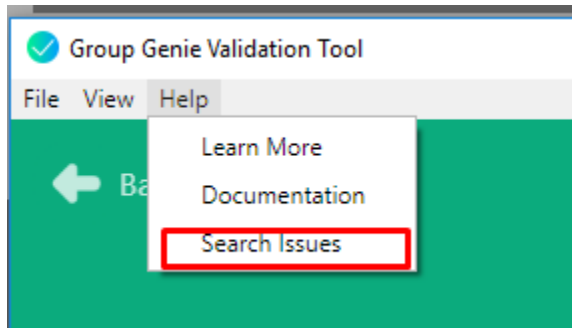 Group Genie Validation Tool
File View Help
Learn More
Documentation
Search Issues